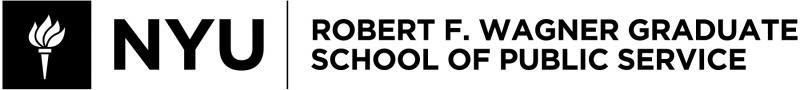 NYU
ROBERT F. WAGNER GRADUATE
SCHOOL OF PUBLIC SERVICE